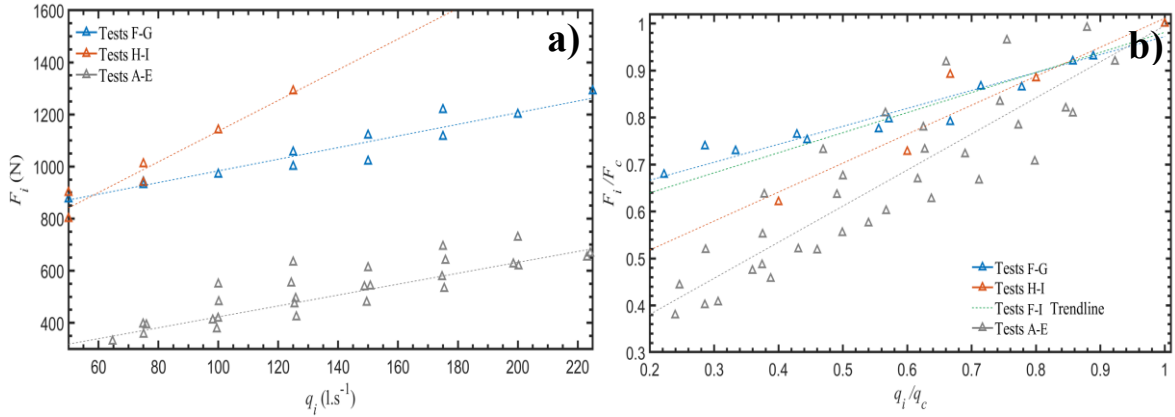 a)
Tests F-G
Tests H-I
Tests A-E
1600
1400
1200
1000
800
600
400
F_i (N)
60 80 100 120 140 160 180 200 220
q_i (l.s⁻¹)
b)
1
0.9
0.8
0.7
0.6
0.5
0.4
0.3
F_i/F_c
Tests F-G
Tests H-I
Tests F-I Trendline
Tests A-E
0.2 0.3 0.4 0.5 0.6 0.7 0.8 0.9 1
q_i/q_c